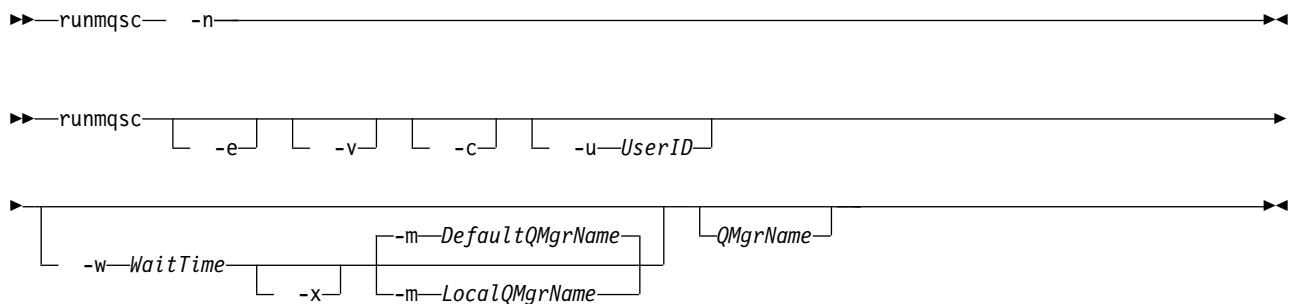 runmqsc -n
runmqsc -e -v -c -u UserID
-m DefaultQMgrName QMgrName
-w WaitTime -x -m LocalQMgrName